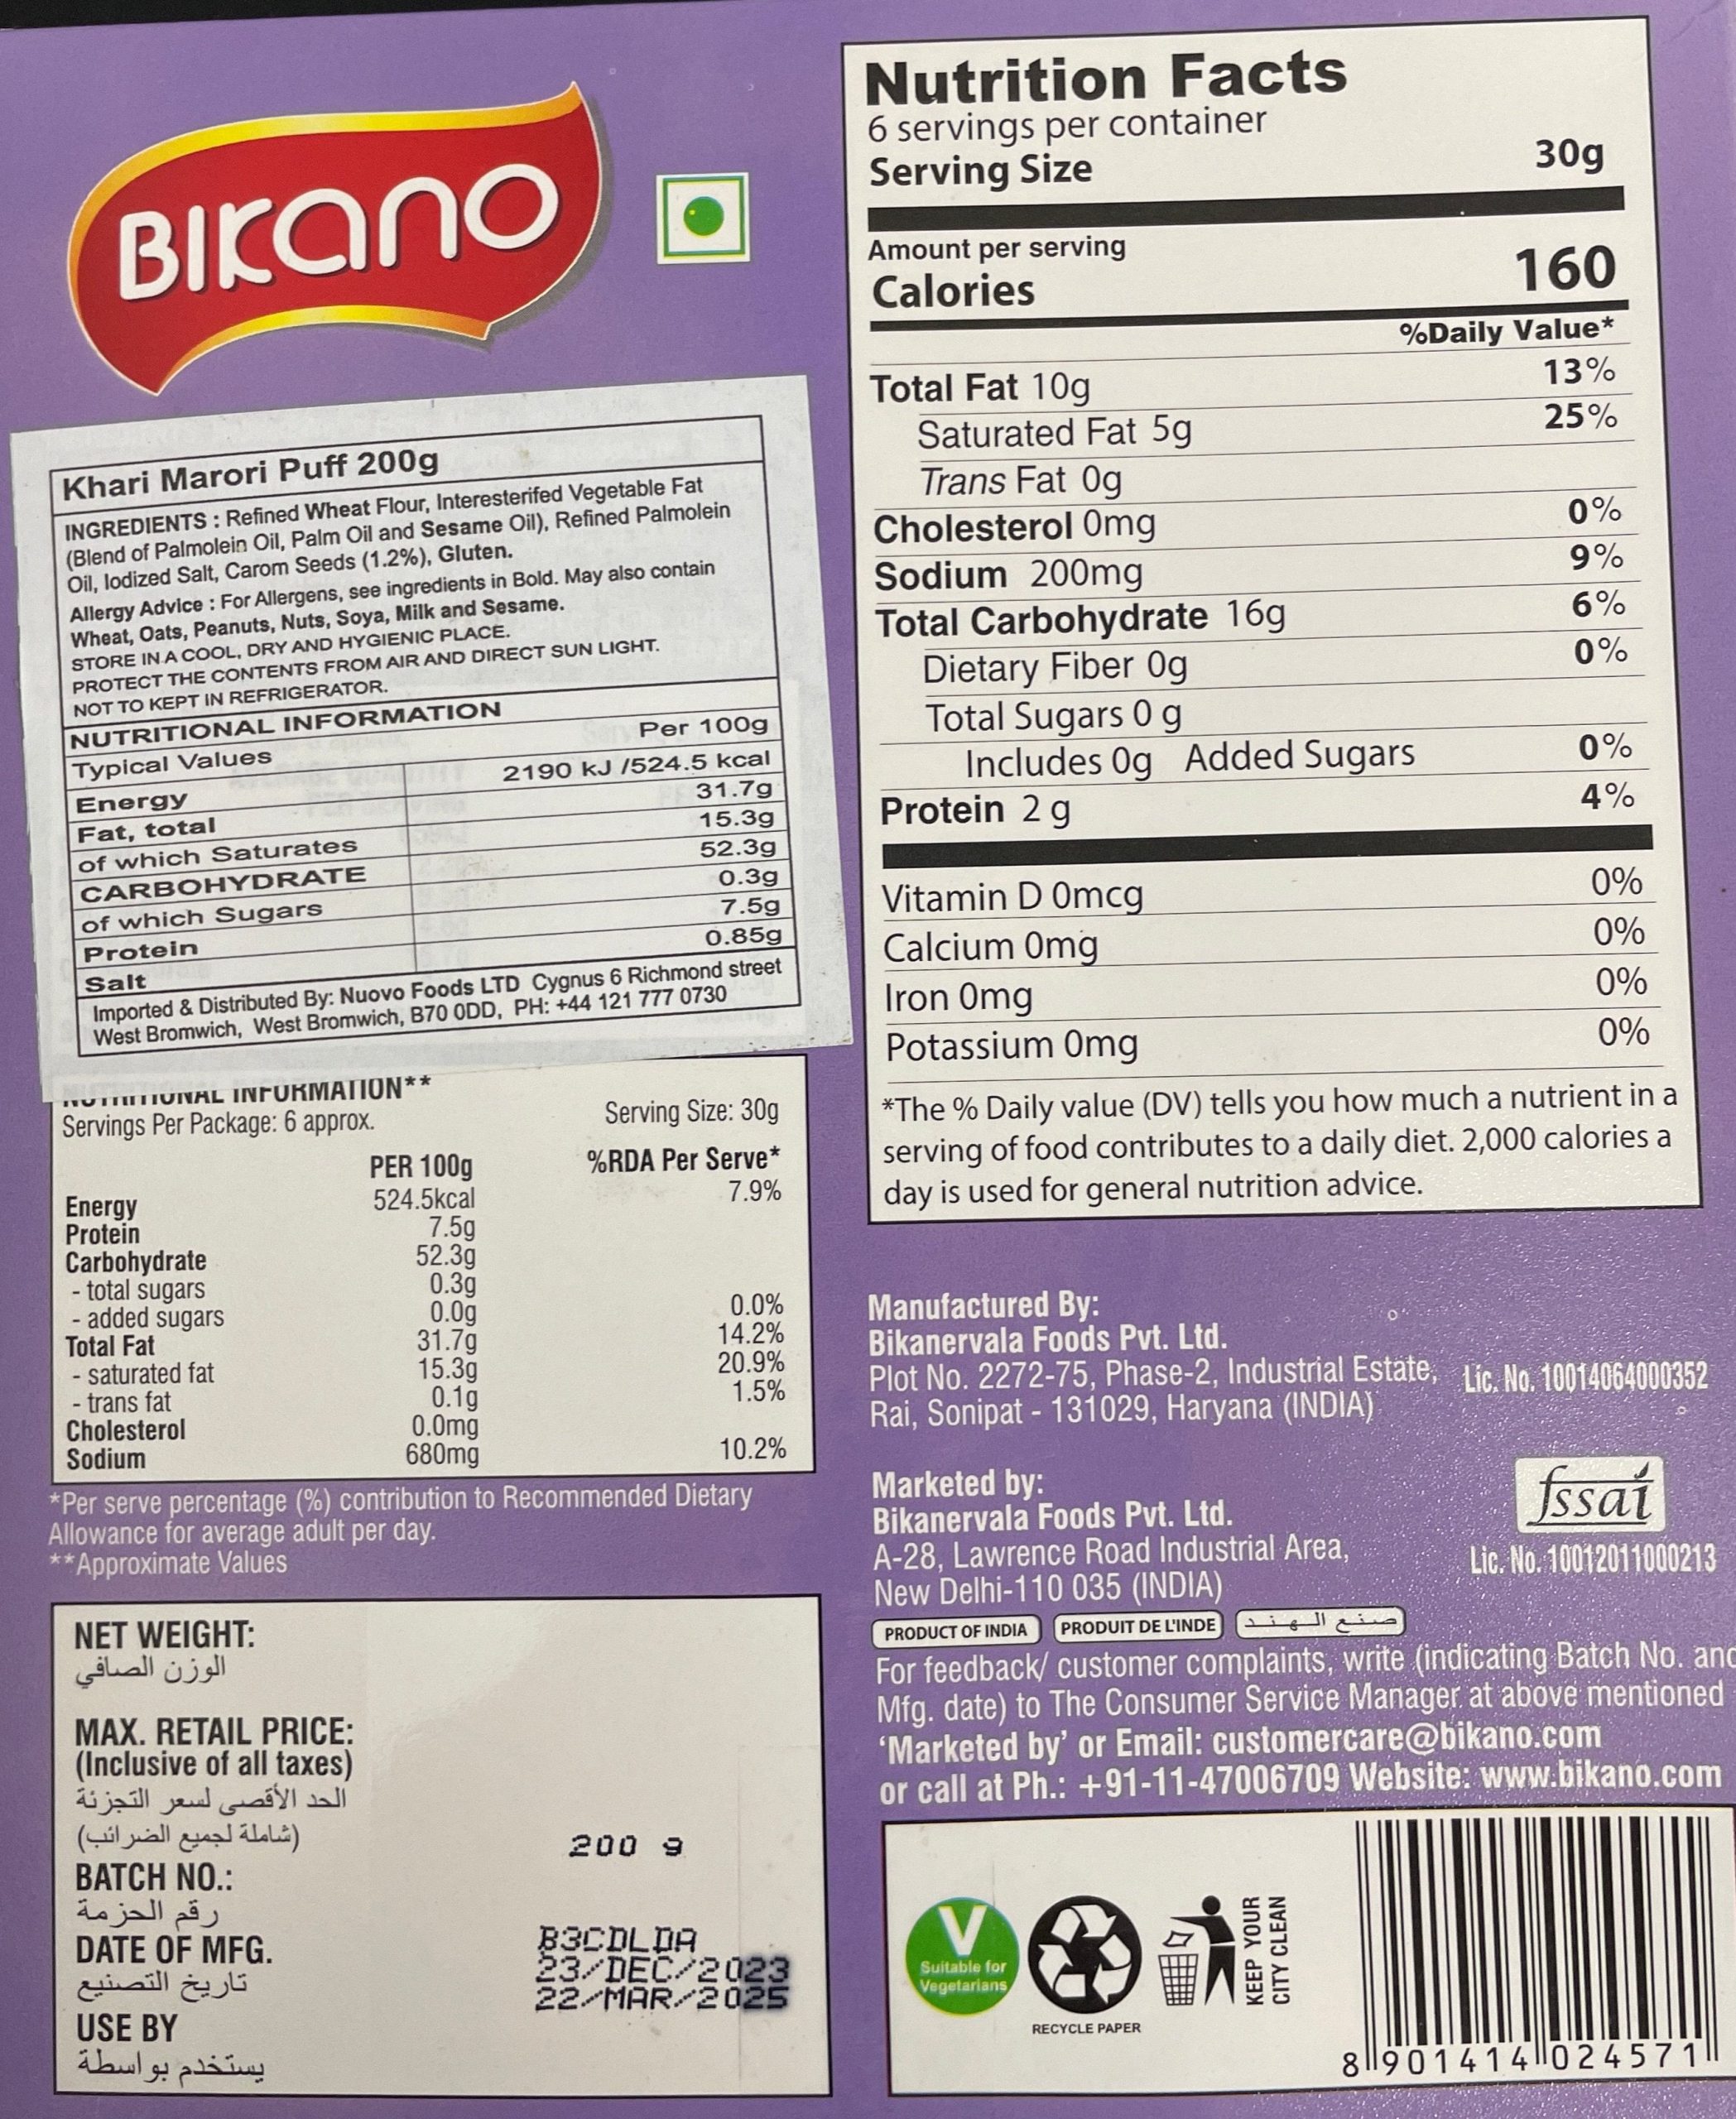 BIKANO
Khari Marori Puff 200g
INGREDIENTS : Refined Wheat Flour, Interesterifed Vegetable Fat
(Blend of Palmolein Oil, Palm Oil and Sesame Oil), Refined Palmolein
Oil, Iodized Salt, Carom Seeds (1.2%), Gluten.
Allergy Advice : For Allergens, see ingredients in Bold. May also contain
Wheat, Oats, Peanuts, Nuts, Soya, Milk and Sesame.
STORE IN A COOL, DRY AND HYGIENIC PLACE.
PROTECT THE CONTENTS FROM AIR AND DIRECT SUN LIGHT.
NOT TO KEPT IN REFRIGERATOR.
NUTRITIONAL INFORMATION
Typical Values Per 100g
Energy 2190 kJ /524.5 kcal
Fat, total 31.7g
of which Saturates 15.3g
CARBOHYDRATE 52.3g
of which Sugars 0.3g
Protein 7.5g
Salt 0.85g
Imported & Distributed By: Nuovo Foods LTD Cygnus 6 Richmond street
West Bromwich, West Bromwich, B70 0DD, PH: +44 121 777 0730
NUTRITIONAL INFORMATION**
Servings Per Package: 6 approx. Serving Size: 30g
PER 100g %RDA Per Serve*
Energy 524.5kcal 7.9%
Protein 7.5g
Carbohydrate 52.3g
- total sugars 0.3g
- added sugars 0.0g 0.0%
Total Fat 31.7g 14.2%
- saturated fat 15.3g 20.9%
- trans fat 0.1g 1.5%
Cholesterol 0.0mg
Sodium 680mg 10.2%
*Per serve percentage (%) contribution to Recommended Dietary
Allowance for average adult per day.
**Approximate Values
NET WEIGHT:
الوزن الصافي
MAX. RETAIL PRICE:
(Inclusive of all taxes)
الحد الأقصى لسعر التجزئة
(شاملة لجميع الضرائب)
200 g
BATCH NO.:
رقم الحزمة
B3CDLDA
DATE OF MFG.
23/DEC/2023
تاريخ التصنيع
22/MAR/2025
USE BY
يستخدم بواسطة
Nutrition Facts
6 servings per container
Serving Size 30g
Amount per serving
Calories 160
%Daily Value*
Total Fat 10g 13%
Saturated Fat 5g 25%
Trans Fat 0g
Cholesterol 0mg 0%
Sodium 200mg 9%
Total Carbohydrate 16g 6%
Dietary Fiber 0g 0%
Total Sugars 0 g
Includes 0g Added Sugars 0%
Protein 2 g 4%
Vitamin D 0mcg 0%
Calcium 0mg 0%
Iron 0mg 0%
Potassium 0mg 0%
*The % Daily value (DV) tells you how much a nutrient in a
serving of food contributes to a daily diet. 2,000 calories a
day is used for general nutrition advice.
Manufactured By:
Bikanervala Foods Pvt. Ltd.
Plot No. 2272-75, Phase-2, Industrial Estate, Lic. No. 10014064000352
Rai, Sonipat - 131029, Haryana (INDIA)
Marketed by:
Bikanervala Foods Pvt. Ltd.
A-28, Lawrence Road Industrial Area,
New Delhi-110 035 (INDIA)
fssai
Lic. No. 10012011000213
PRODUCT OF INDIA PRODUIT DE L'INDE صنع الهند
For feedback/ customer complaints, write (indicating Batch No. and
Mfg. date) to The Consumer Service Manager at above mentioned
'Marketed by' or Email: customercare@bikano.com
or call at Ph.: +91-11-47006709 Website: www.bikano.com
V
Suitable for
Vegetarians
RECYCLE PAPER
KEEP YOUR
CITY CLEAN
8 901414 024571